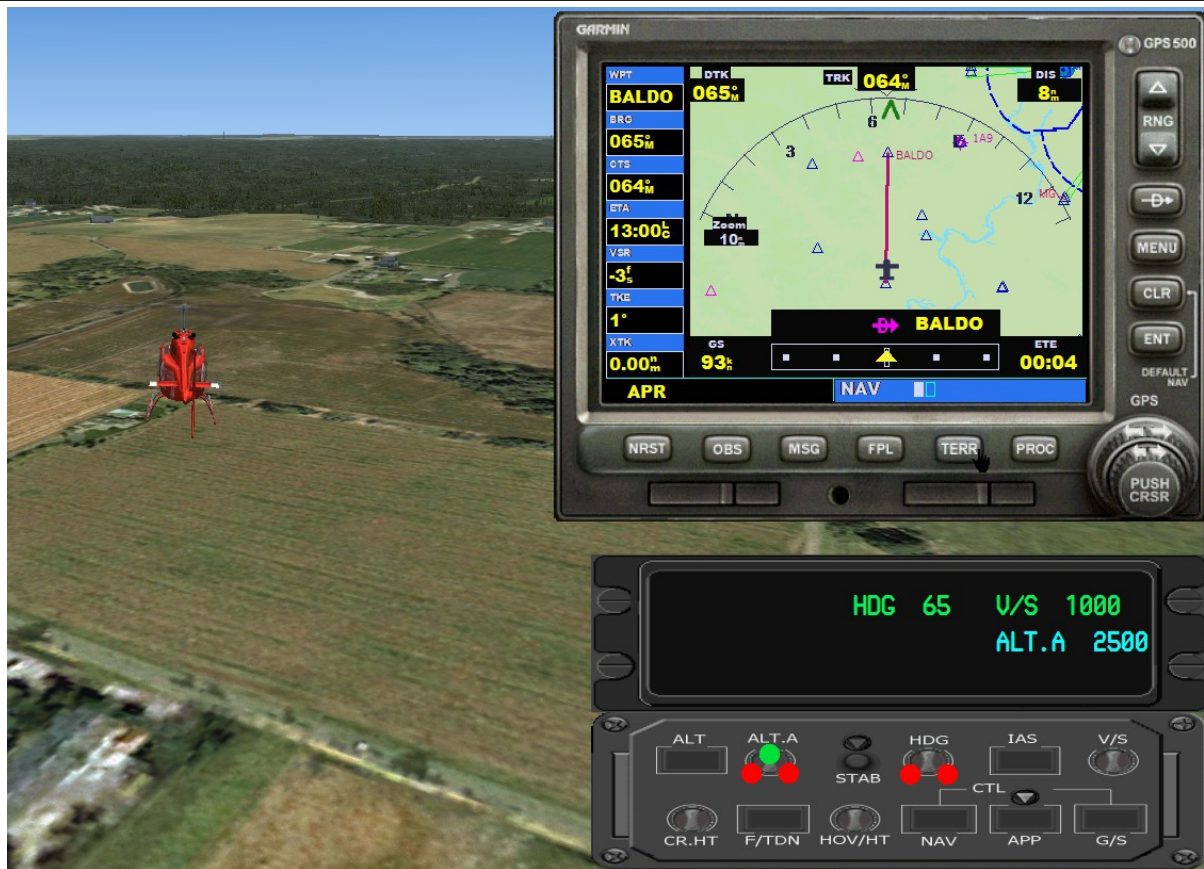 GARMIN
GPS 500
WPT
BALDO
BRG
065°M
CTS
064°M
ETA
13:00
VSR
-3fs
TKE
1°
XTK
0.00nm
DTK
065°M
TRK 064°M
DIS
8nm
3
6
12
BALDO
1A9
MG
Zoom
10nm
BALDO
GS
93kn
ETE
00:04
APR
NAV
RNG
D
MENU
CLR
ENT
DEFAULT
NAV
GPS
PUSH
CRSR
NRST OBS MSG FPL TERR PROC
HDG 65 V/S 1000
ALT.A 2500
ALT ALT.A HDG IAS V/S
STAB
CTL
CR.HT F/TDN HOV/HT NAV APP G/S